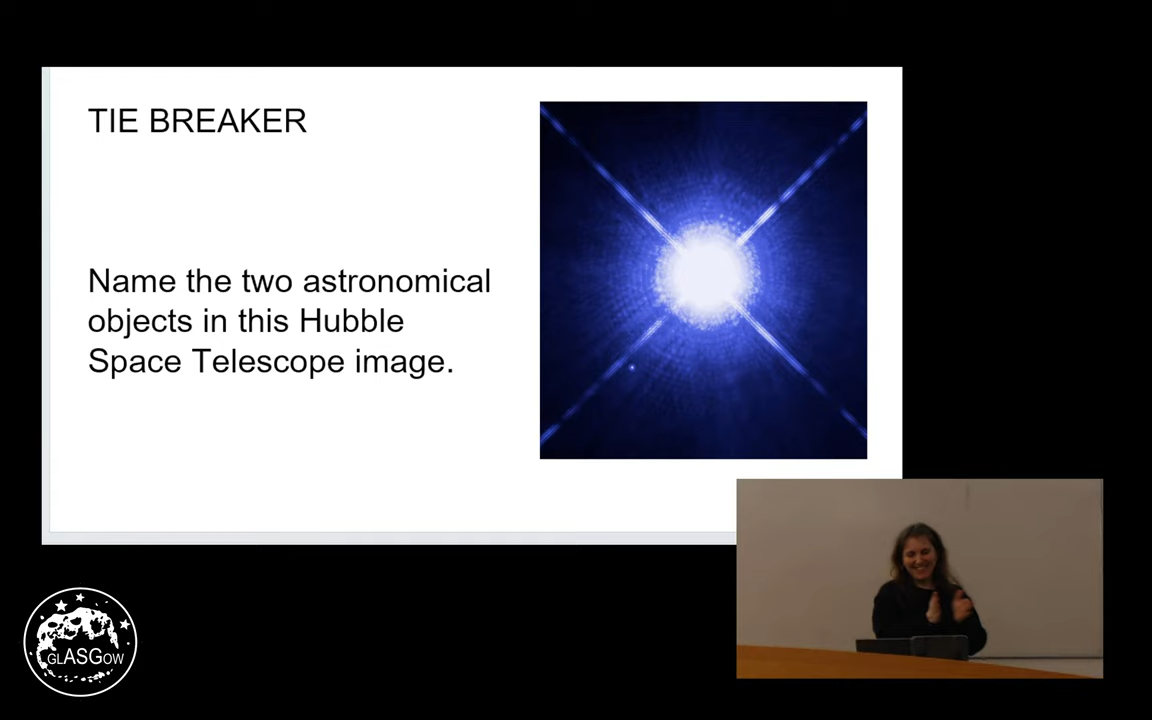 TIE BREAKER
Name the two astronomical
objects in this Hubble
Space Telescope image.
GLASGOW